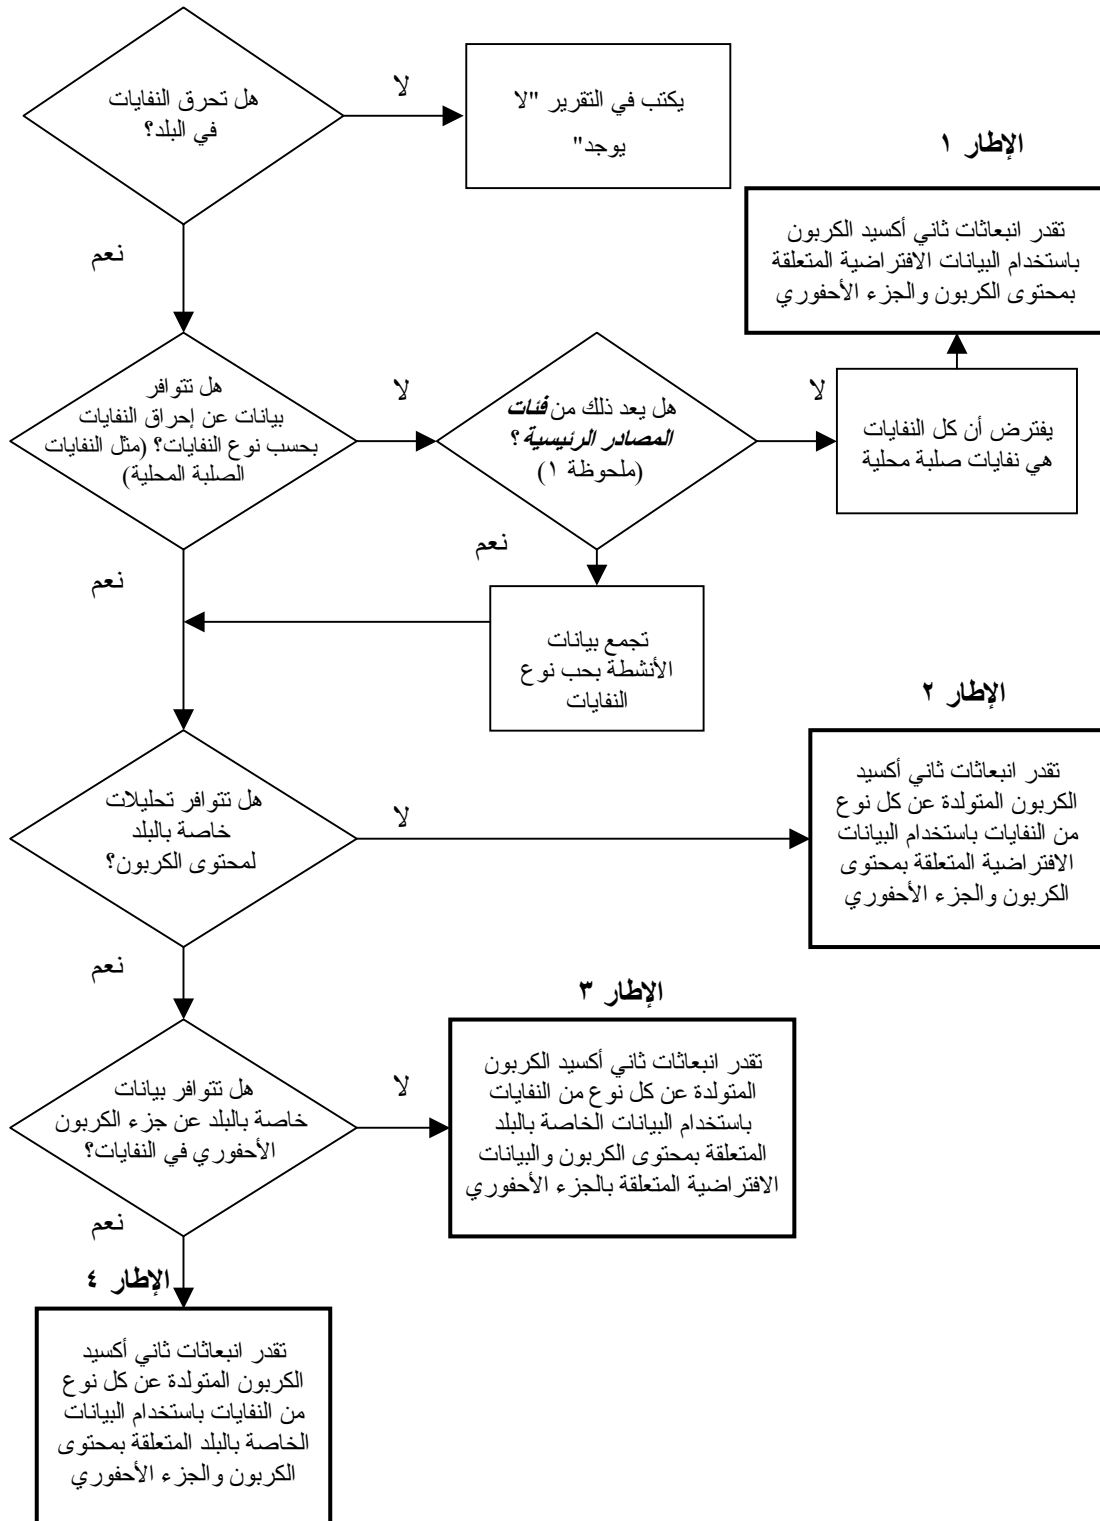 هل تحرق النفايات
في البلد؟
لا
يكتب في التقرير "لا
يوجد"
الإطار ١
تقدر انبعاثات ثاني أكسيد الكربون
باستخدام البيانات الافتراضية المتعلقة
بمحتوى الكربون والجزء الأحفوري
نعم
هل تتوافر
بيانات عن إحراق النفايات
بحسب نوع النفايات؟ (مثل النفايات
الصلبة المحلية)
لا
هل يعد ذلك من فئات
المصادر الرئيسية؟
(ملحوظة ١)
لا
يفترض أن كل النفايات
هي نفايات صلبة محلية
نعم
نعم
تجمع بيانات
الأنشطة بحب نوع
النفايات
الإطار ٢
تقدر انبعاثات ثاني أكسيد
الكربون المتولدة عن كل نوع
من النفايات باستخدام البيانات
الافتراضية المتعلقة بمحتوى
الكربون والجزء الأحفوري
هل تتوافر تحليلات
خاصة بالبلد
لمحتوى الكربون؟
لا
نعم
الإطار ٣
تقدر انبعاثات ثاني أكسيد الكربون
المتولدة عن كل نوع من النفايات
باستخدام البيانات الخاصة بالبلد
المتعلقة بمحتوى الكربون والبيانات
الافتراضية المتعلقة بالجزء الأحفوري
هل تتوافر بيانات
خاصة بالبلد عن جزء الكربون
الأحفوري في النفايات؟
لا
نعم
الإطار ٤
تقدر انبعاثات ثاني أكسيد
الكربون المتولدة عن كل نوع
من النفايات باستخدام البيانات
الخاصة بالبلد المتعلقة بمحتوى
الكربون والجزء الأحفوري